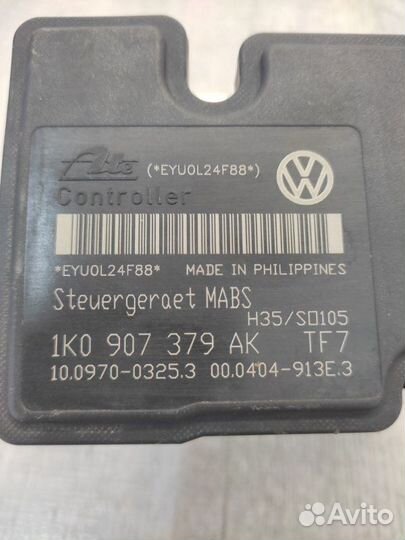 Ate (*EYU0L24F88*)
Controller
*EYU0L24F88* MADE IN PHILIPPINES
Steuergeraet MABS
H35/S0105
1K0 907 379 AK TF7
10.0970-0325.3 00.0404-913E.3
Avito